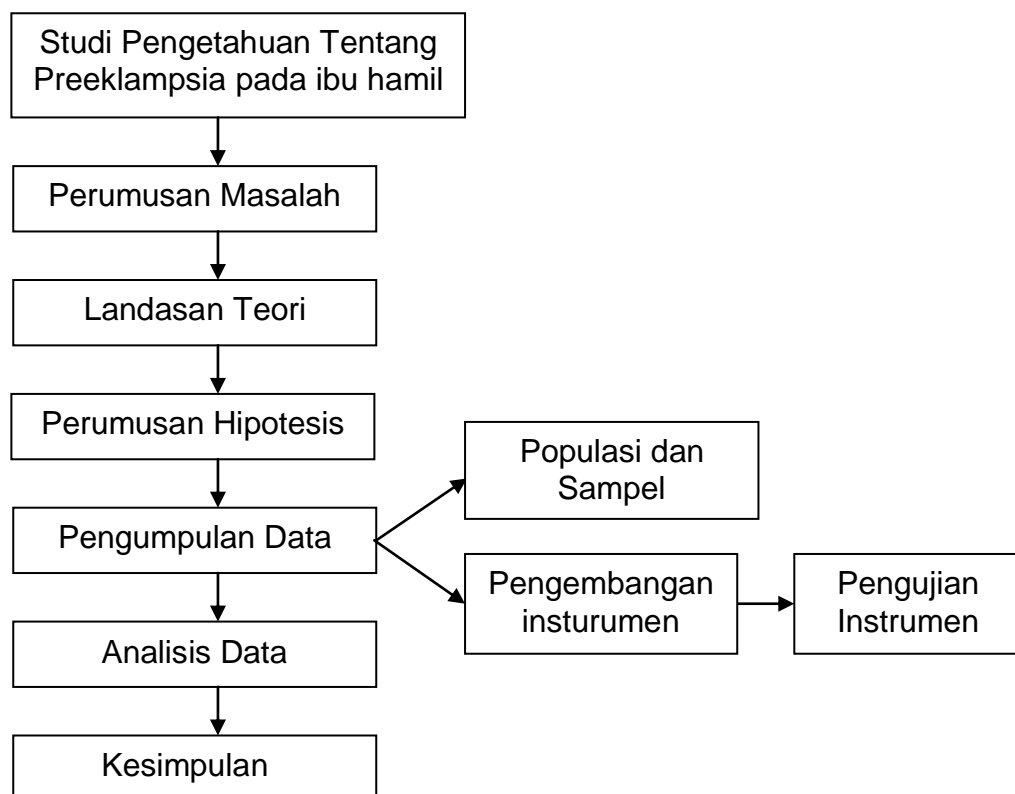 Studi Pengetahuan Tentang
Preeklampsia pada ibu hamil
Perumusan Masalah
Landasan Teori
Perumusan Hipotesis
Populasi dan
Sampel
Pengumpulan Data
Pengembangan
insturumen
Pengujian
Instrumen
Analisis Data
Kesimpulan